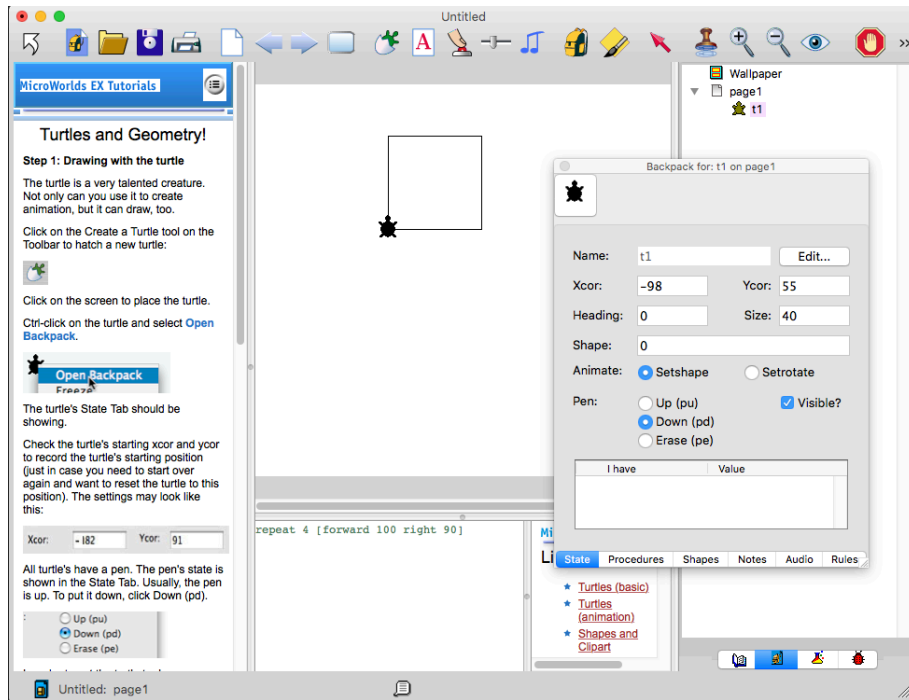 Untitled
A
»
MicroWorlds EX Tutorials
Turtles and Geometry!
Step 1: Drawing with the turtle
The turtle is a very talented creature.
Not only can you use it to create
animation, but it can draw, too.
Click on the Create a Turtle tool on the
Toolbar to hatch a new turtle:
Click on the screen to place the turtle.
Ctrl-click on the turtle and select Open
Backpack.
Open Backpack
Freeze
The turtle's State Tab should be
showing.
Check the turtle's starting xcor and ycor
to record the turtle's starting position
(just in case you need to start over
again and want to reset the turtle to this
position). The settings may look like
this:
Xcor: -182 Ycor: 91
All turtle's have a pen. The pen's state is
shown in the State Tab. Usually, the pen
is up. To put it down, click Down (pd).
: Up (pu)
Down (pd)
Erase (pe)
repeat 4 [forward 100 right 90]
Mi
Li
Turtles (basic)
Turtles
(animation)
Shapes and
Clipart
Wallpaper
page1
t1
Backpack for: t1 on page1
Name: t1 Edit...
Xcor: -98 Ycor: 55
Heading: 0 Size: 40
Shape: 0
Animate: Setshape Setrotate
Pen: Up (pu) Visible?
Down (pd)
Erase (pe)
I have Value
State Procedures Shapes Notes Audio Rules
Untitled: page1